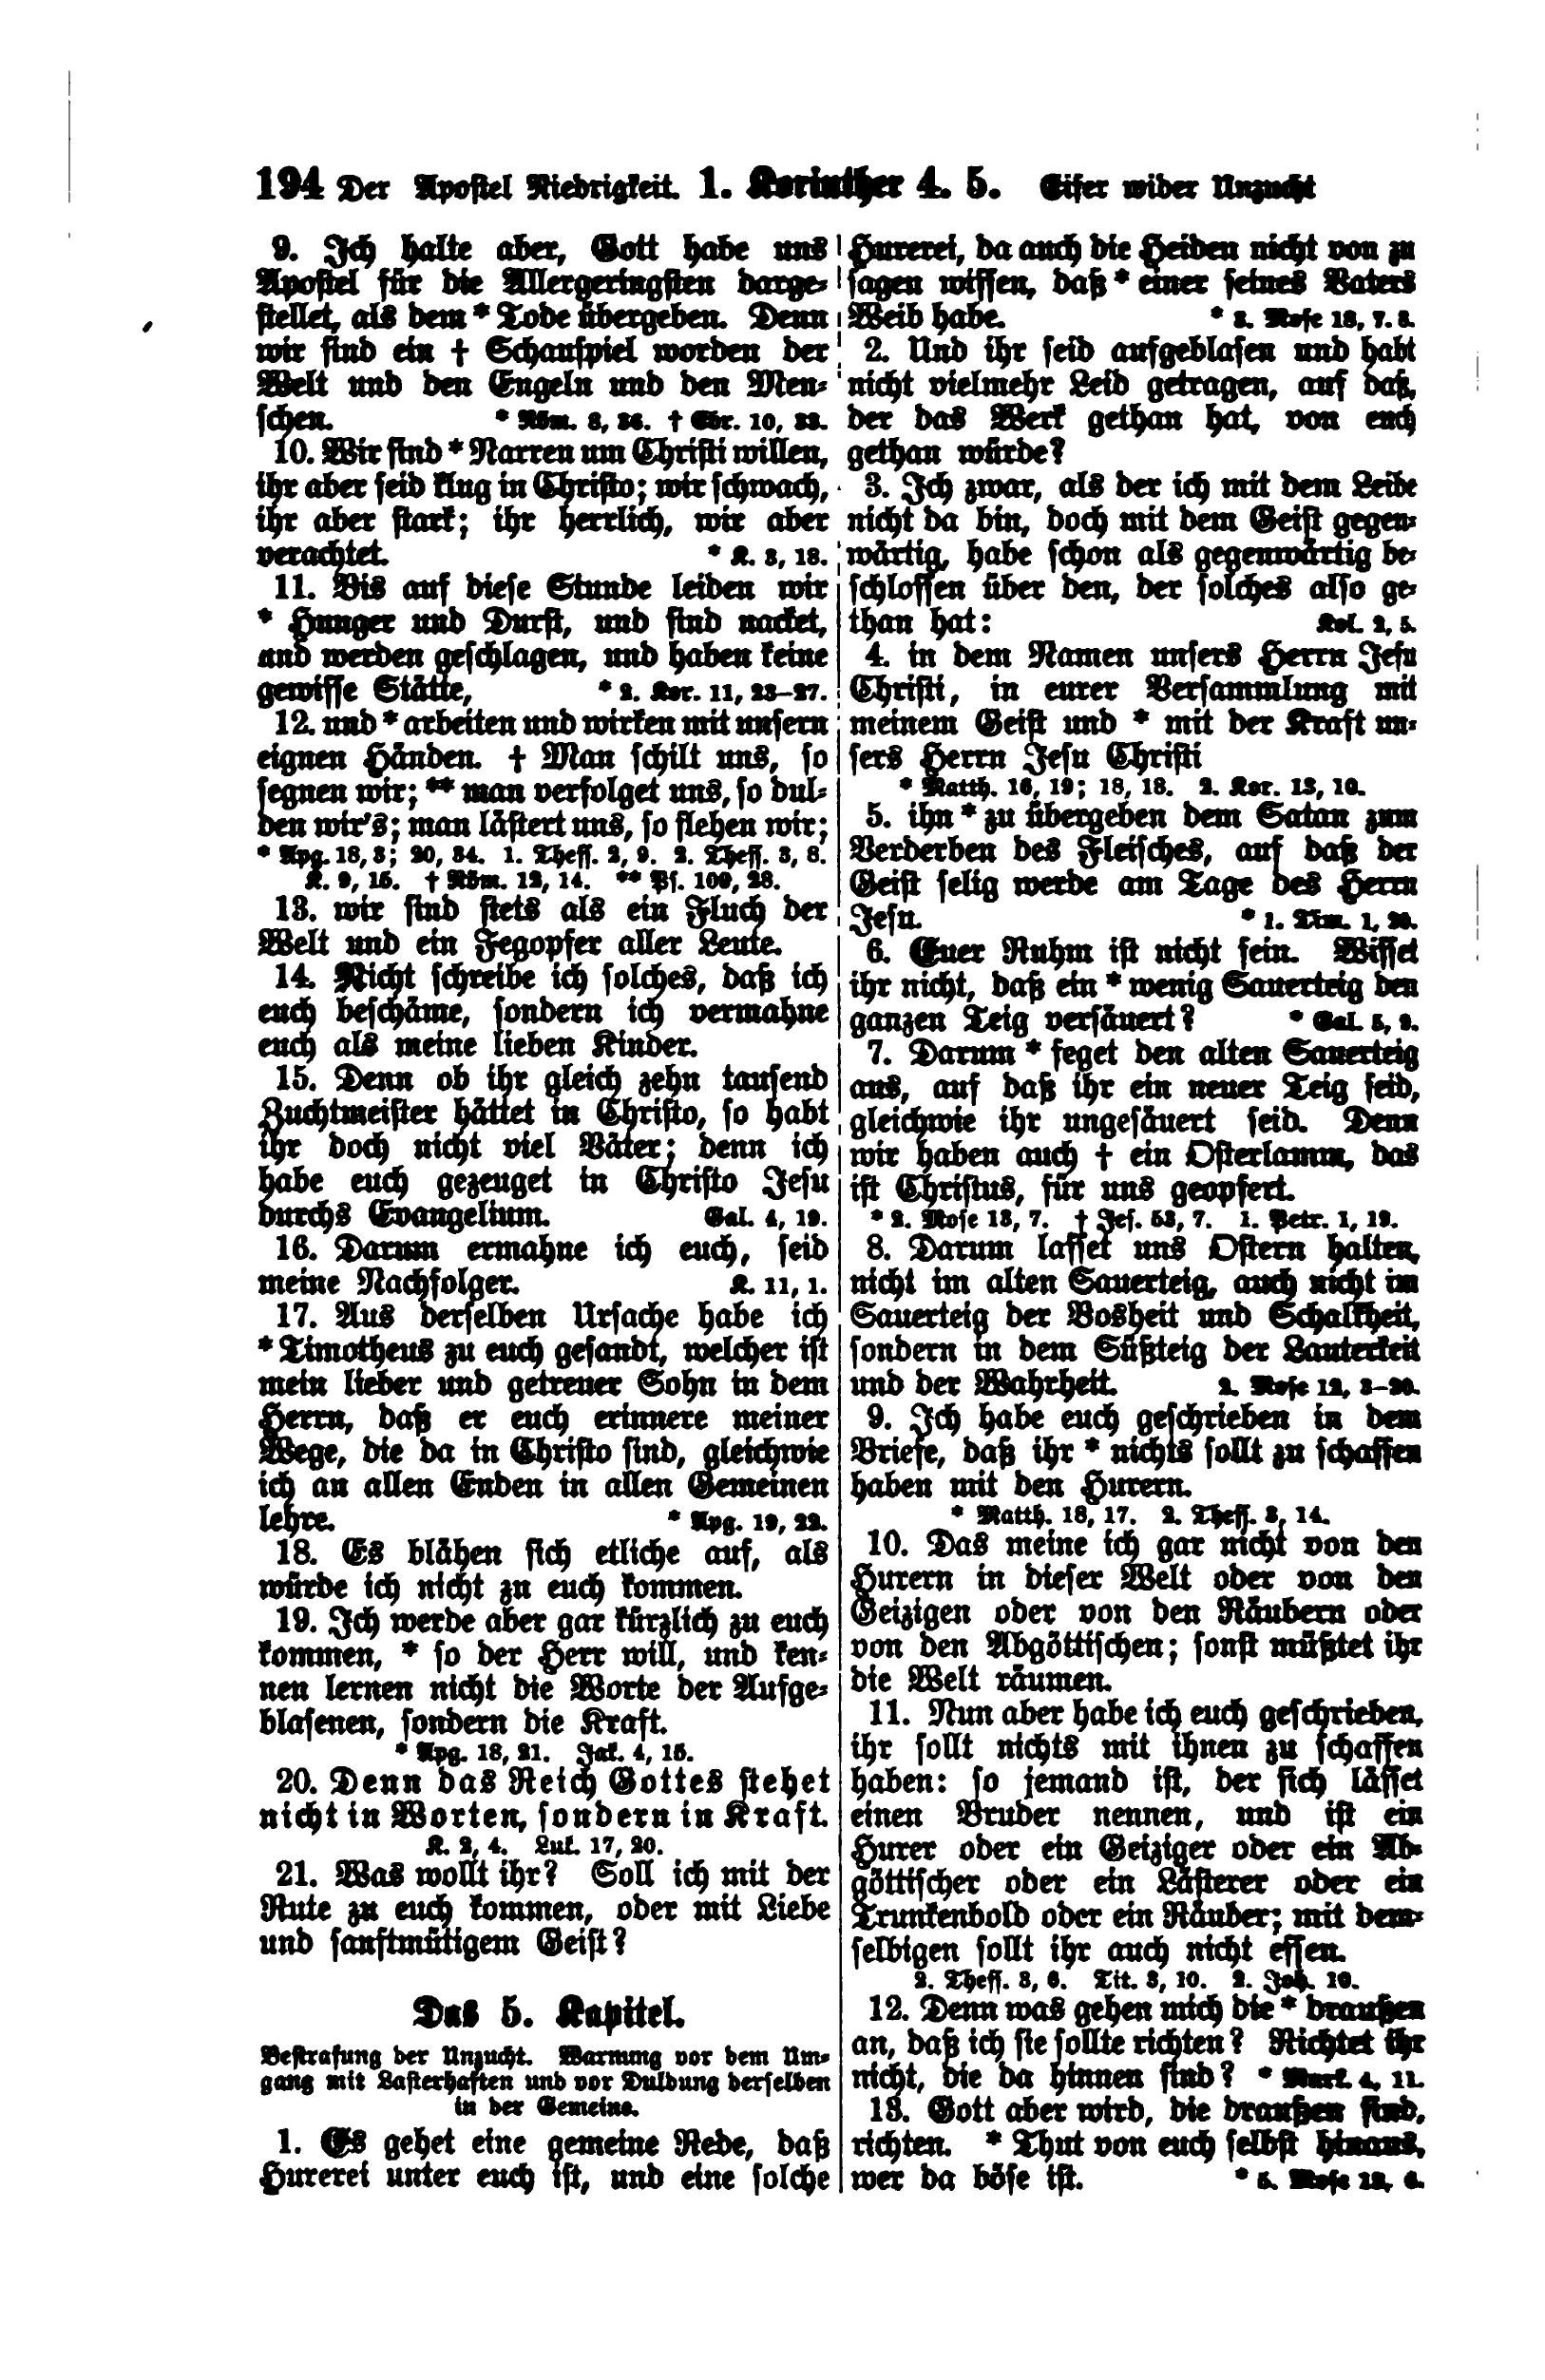 194 Der Apostel Niedrigkeit. 1. Korinther 4. 5. Eifer wider Unzucht
9. Ich halte aber, Gott habe uns
Apostel für die Allergeringsten darge-
stellet, als dem * Tode übergeben. Denn
wir sind ein † Schauspiel worden der
Welt und den Engeln und den Men-
schen. * Röm. 8, 36. † Ebr. 10, 33.
10. Wir sind * Narren um Christi willen,
ihr aber seid klug in Christo; wir schwach,
ihr aber stark; ihr herrlich, wir aber
verachtet. * K. 3, 18.
11. Bis auf diese Stunde leiden wir
* Hunger und Durst, und sind nacket,
und werden geschlagen, und haben keine
gewisse Stätte, * 2. Kor. 11, 23–27.
12. und * arbeiten und wirken mit unsern
eignen Händen. † Man schilt uns, so
segnen wir; ** man verfolget uns, so dul-
den wir's; man lästert uns, so flehen wir;
* Apg. 18, 3; 20, 34. 1. Thess. 2, 9. 2. Thess. 3, 8.
K. 9, 15. † Röm. 12, 14. ** Ps. 109, 28.
13. wir sind stets als ein Fluch der
Welt und ein Fegopfer aller Leute.
14. Nicht schreibe ich solches, daß ich
euch beschäme, sondern ich vermahne
euch als meine lieben Kinder.
15. Denn ob ihr gleich zehn tausend
Zuchtmeister hättet in Christo, so habt
ihr doch nicht viel Väter; denn ich
habe euch gezeuget in Christo Jesu
durchs Evangelium. Gal. 4, 19.
16. Darum ermahne ich euch, seid
meine Nachfolger. K. 11, 1.
17. Aus derselben Ursache habe ich
* Timotheus zu euch gesandt, welcher ist
mein lieber und getreuer Sohn in dem
Herrn, daß er euch erinnere meiner
Wege, die da in Christo sind, gleichwie
ich an allen Enden in allen Gemeinen
lehre. * Apg. 19, 22.
18. Es blähen sich etliche auf, als
würde ich nicht zu euch kommen.
19. Ich werde aber gar kürzlich zu euch
kommen, * so der Herr will, und ken-
nen lernen nicht die Worte der Aufge-
blasenen, sondern die Kraft.
* Apg. 18, 21. Jak. 4, 15.
20. Denn das Reich Gottes stehet
nicht in Worten, sondern in Kraft.
K. 2, 4. Luk. 17, 20.
21. Was wollt ihr? Soll ich mit der
Rute zu euch kommen, oder mit Liebe
und sanftmütigem Geist?
Das 5. Kapitel.
Bestrafung der Unzucht. Warnung vor dem Um-
gang mit Lasterhaften und vor Duldung derselben
in der Gemeine.
1. Es gehet eine gemeine Rede, daß
Hurerei unter euch ist, und eine solche
Hurerei, da auch die Heiden nicht von zu
sagen wissen, daß * einer seines Vaters
Weib habe. * 3. Mose 18, 7. 8.
2. Und ihr seid aufgeblasen und habt
nicht vielmehr Leid getragen, auf daß,
der das Werk gethan hat, von euch
gethan würde?
3. Ich zwar, als der ich mit dem Leibe
nicht da bin, doch mit dem Geist gegen-
wärtig, habe schon als gegenwärtig be-
schlossen über den, der solches also ge-
than hat: Kol. 2, 5.
4. in dem Namen unsers Herrn Jesu
Christi, in eurer Versammlung mit
meinem Geist und * mit der Kraft un-
sers Herrn Jesu Christi
* Matth. 16, 19; 18, 18. 2. Kor. 13, 10.
5. ihn * zu übergeben dem Satan zum
Verderben des Fleisches, auf daß der
Geist selig werde am Tage des Herrn
Jesu. * 1. Tim. 1, 20.
6. Euer Ruhm ist nicht fein. Wisset
ihr nicht, daß ein * wenig Sauerteig den
ganzen Teig versäuert? * Gal. 5, 9.
7. Darum * feget den alten Sauerteig
aus, auf daß ihr ein neuer Teig seid,
gleichwie ihr ungesäuert seid. Denn
wir haben auch † ein Osterlamm, das
ist Christus, für uns geopfert.
* 2. Mose 13, 7. † Jes. 53, 7. 1. Petr. 1, 19.
8. Darum lasset uns Ostern halten,
nicht im alten Sauerteig, auch nicht im
Sauerteig der Bosheit und Schalkheit,
sondern in dem Süßteig der Lauterkeit
und der Wahrheit. 2. Mose 12, 3–20.
9. Ich habe euch geschrieben in dem
Briefe, daß ihr * nichts sollt zu schaffen
haben mit den Hurern.
* Matth. 18, 17. 2. Thess. 3, 14.
10. Das meine ich gar nicht von den
Hurern in dieser Welt oder von den
Geizigen oder von den Räubern oder
von den Abgöttischen; sonst müßtet ihr
die Welt räumen.
11. Nun aber habe ich euch geschrieben,
ihr sollt nichts mit ihnen zu schaffen
haben: so jemand ist, der sich lässet
einen Bruder nennen, und ist ein
Hurer oder ein Geiziger oder ein Ab-
göttischer oder ein Lästerer oder ein
Trunkenbold oder ein Räuber; mit dem-
selbigen sollt ihr auch nicht essen.
2. Thess. 3, 6. Tit. 3, 10. 2. Joh. 10.
12. Denn was gehen mich die * draußen
an, daß ich sie sollte richten? Richtet ihr
nicht, die da hinnen sind? * Mark. 4, 11.
13. Gott aber wird, die draußen sind,
richten. * Thut von euch selbst hinaus,
wer da böse ist. * 5. Mose 13, 6.